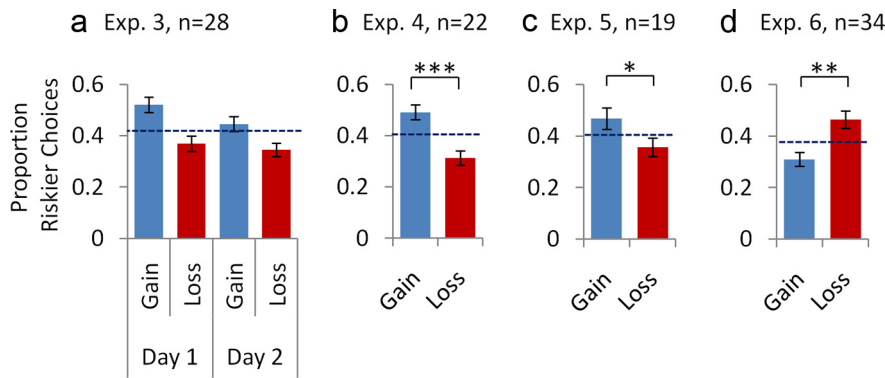 a Exp. 3, n=28
b Exp. 4, n=22
c Exp. 5, n=19
d Exp. 6, n=34
Proportion
Riskier Choices
0.6
0.4
0.2
0
Gain
Loss
Gain
Loss
Day 1
Day 2
***
0.6
0.4
0.2
0
Gain
Loss
*
0.6
0.4
0.2
0
Gain
Loss
**
0.6
0.4
0.2
0
Gain
Loss